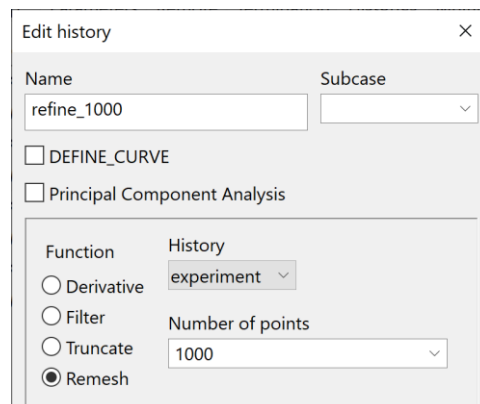 Edit history
Name
Subcase
refine_1000
DEFINE_CURVE
Principal Component Analysis
Function
History
Derivative
experiment
Filter
Number of points
Truncate
1000
Remesh